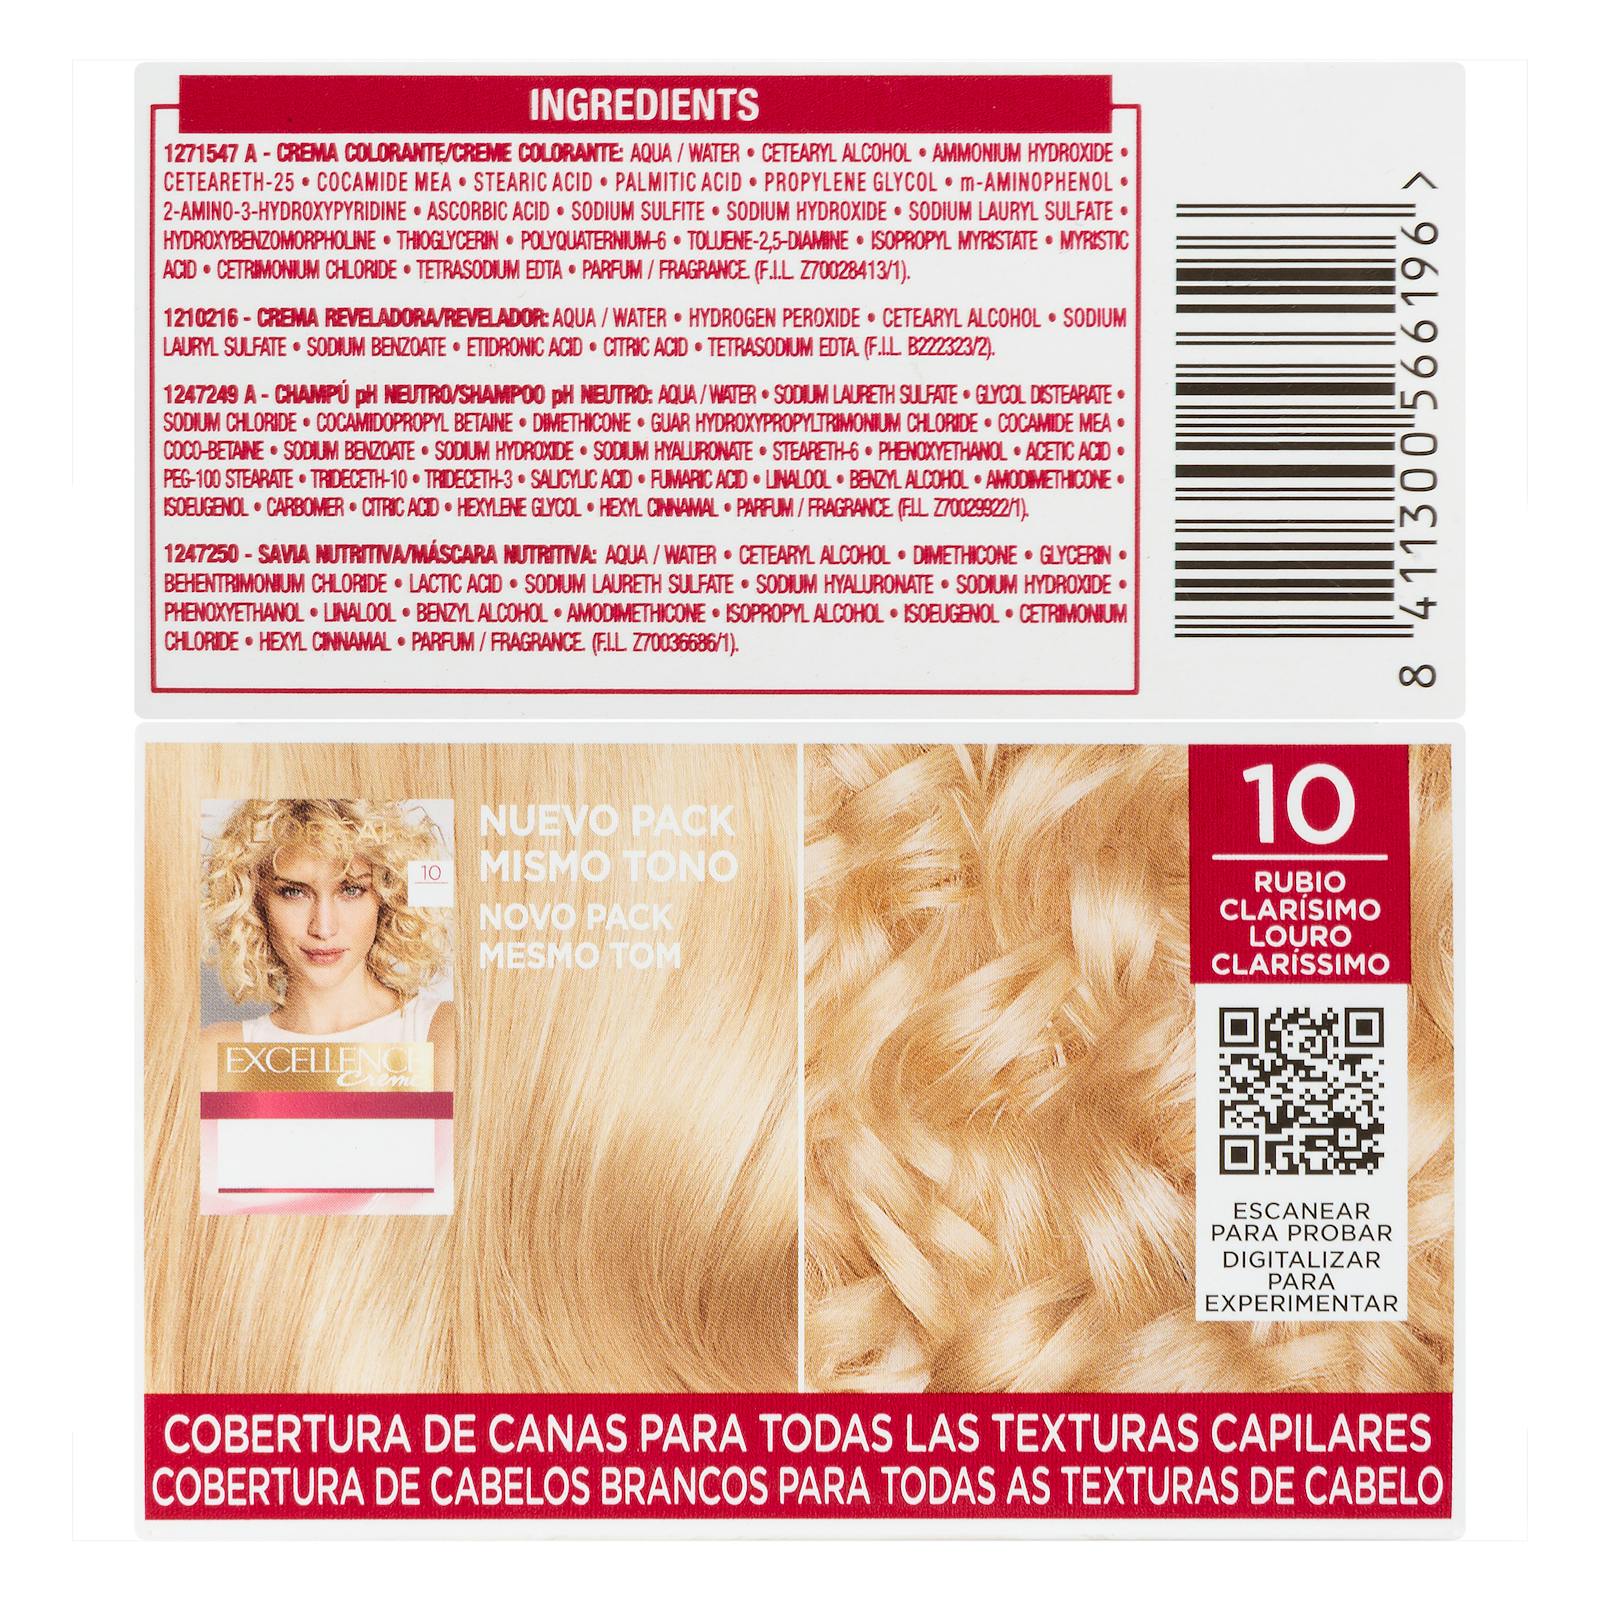 INGREDIENTS
1271547 A - CREMA COLORANTE/CREME COLORANTE: AQUA / WATER • CETEARYL ALCOHOL • AMMONIUM HYDROXIDE •
CETEARETH-25 • COCAMIDE MEA • STEARIC ACID • PALMITIC ACID • PROPYLENE GLYCOL • m-AMINOPHENOL •
2-AMINO-3-HYDROXYPYRIDINE • ASCORBIC ACID • SODIUM SULFITE • SODIUM HYDROXIDE • SODIUM LAURYL SULFATE •
HYDROXYBENZOMORPHOLINE • THIOGLYCERIN • POLYQUATERNIUM-6 • TOLUENE-2,5-DIAMINE • ISOPROPYL MYRISTATE • MYRISTIC
ACID • CETRIMONIUM CHLORIDE • TETRASODIUM EDTA • PARFUM / FRAGRANCE. (F.I.L. Z70028413/1).
1210216 - CREMA REVELADORA/REVELADOR: AQUA / WATER • HYDROGEN PEROXIDE • CETEARYL ALCOHOL • SODIUM
LAURYL SULFATE • SODIUM BENZOATE • ETIDRONIC ACID • CITRIC ACID • TETRASODIUM EDTA. (F.I.L. B222323/2).
1247249 A - CHAMPÚ pH NEUTRO/SHAMPOO pH NEUTRO: AQUA / WATER • SODIUM LAURETH SULFATE • GLYCOL DISTEARATE •
SODIUM CHLORIDE • COCAMIDOPROPYL BETAINE • DIMETHICONE • GUAR HYDROXYPROPYLTRIMONIUM CHLORIDE • COCAMIDE MEA •
COCO-BETAINE • SODIUM BENZOATE • SODIUM HYDROXIDE • SODIUM HYALURONATE • STEARETH-6 • PHENOXYETHANOL • ACETIC ACID •
PEG-100 STEARATE • TRIDECETH-10 • TRIDECETH-3 • SALICYLIC ACID • FUMARIC ACID • LINALOOL • BENZYL ALCOHOL • AMODIMETHICONE •
ISOEUGENOL • CARBOMER • CITRIC ACID • HEXYLENE GLYCOL • HEXYL CINNAMAL • PARFUM / FRAGRANCE. (F.I.L. Z70029922/1).
1247250 - SAVIA NUTRITIVA/MÁSCARA NUTRITIVA: AQUA / WATER • CETEARYL ALCOHOL • DIMETHICONE • GLYCERIN •
BEHENTRIMONIUM CHLORIDE • LACTIC ACID • SODIUM LAURETH SULFATE • SODIUM HYALURONATE • SODIUM HYDROXIDE •
PHENOXYETHANOL • LINALOOL • BENZYL ALCOHOL • AMODIMETHICONE • ISOPROPYL ALCOHOL • ISOEUGENOL • CETRIMONIUM
CHLORIDE • HEXYL CINNAMAL • PARFUM / FRAGRANCE. (F.I.L. Z70036686/1).
8 411300 566196 >
L'ORÉAL
10
EXCELLENCE
Crème
NUEVO PACK
MISMO TONO
NOVO PACK
MESMO TOM
10
RUBIO
CLARÍSIMO
LOURO
CLARÍSSIMO
ESCANEAR
PARA PROBAR
DIGITALIZAR
PARA
EXPERIMENTAR
COBERTURA DE CANAS PARA TODAS LAS TEXTURAS CAPILARES
COBERTURA DE CABELOS BRANCOS PARA TODAS AS TEXTURAS DE CABELO